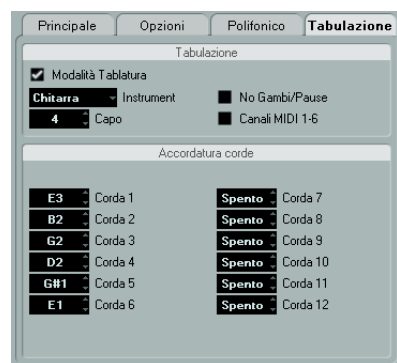 Principale Opzioni Polifonico Tabulazione
Tabulazione
Modalità Tablatura
Chitarra Instrument No Gambi/Pause
4 Capo Canali MIDI 1-6
Accordatura corde
E3 Corda 1 Spento Corda 7
B2 Corda 2 Spento Corda 8
G2 Corda 3 Spento Corda 9
D2 Corda 4 Spento Corda 10
G#1 Corda 5 Spento Corda 11
E1 Corda 6 Spento Corda 12